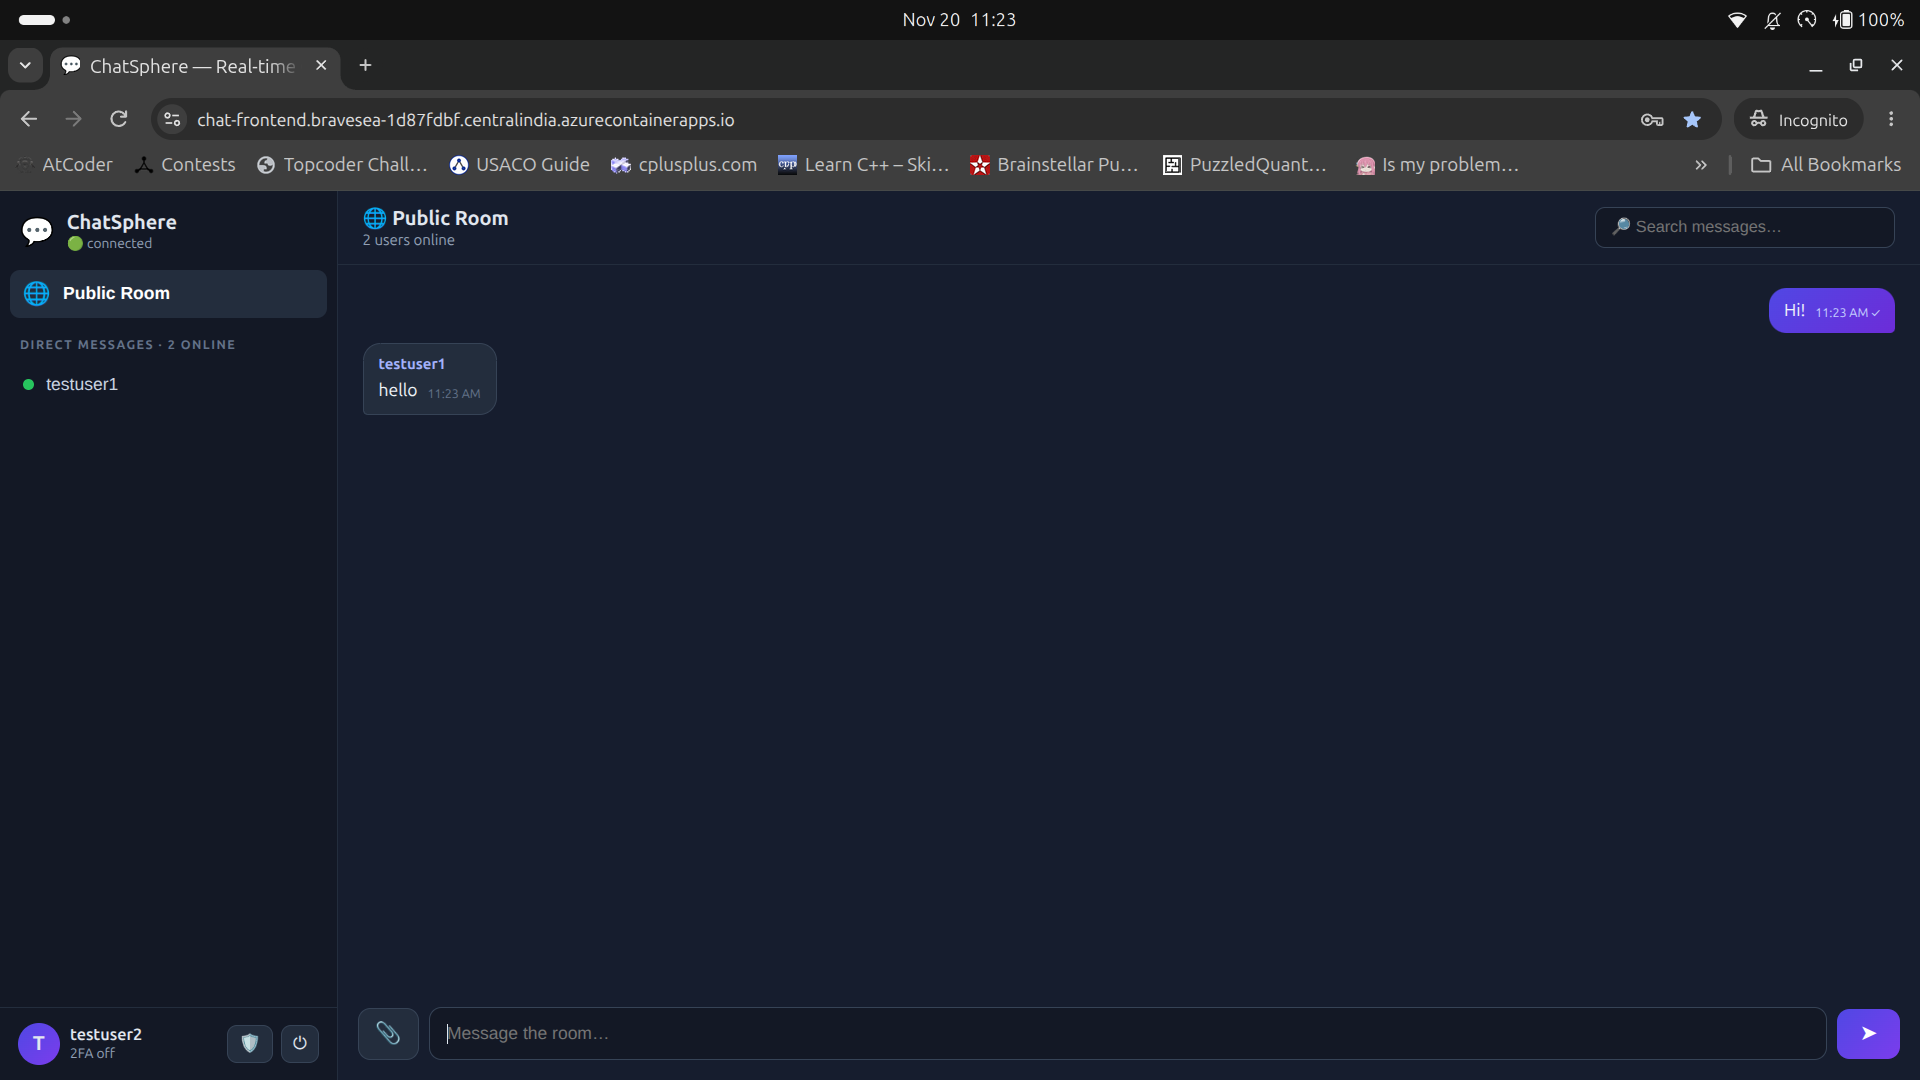 Nov 20 11:23
100%
ChatSphere — Real-time
chat-frontend.bravesea-1d87fdbf.centralindia.azurecontainerapps.io
Incognito
AtCoder
Contests
Topcoder Chall…
USACO Guide
cplusplus.com
cpp
Learn C++ – Ski…
Brainstellar Pu…
PuzzledQuant…
Is my problem…
»
All Bookmarks
ChatSphere
connected
Public Room
DIRECT MESSAGES · 2 ONLINE
testuser1
Public Room
2 users online
Search messages…
Hi! 11:23 AM ✓
testuser1
hello 11:23 AM
T
testuser2
2FA off
Message the room…